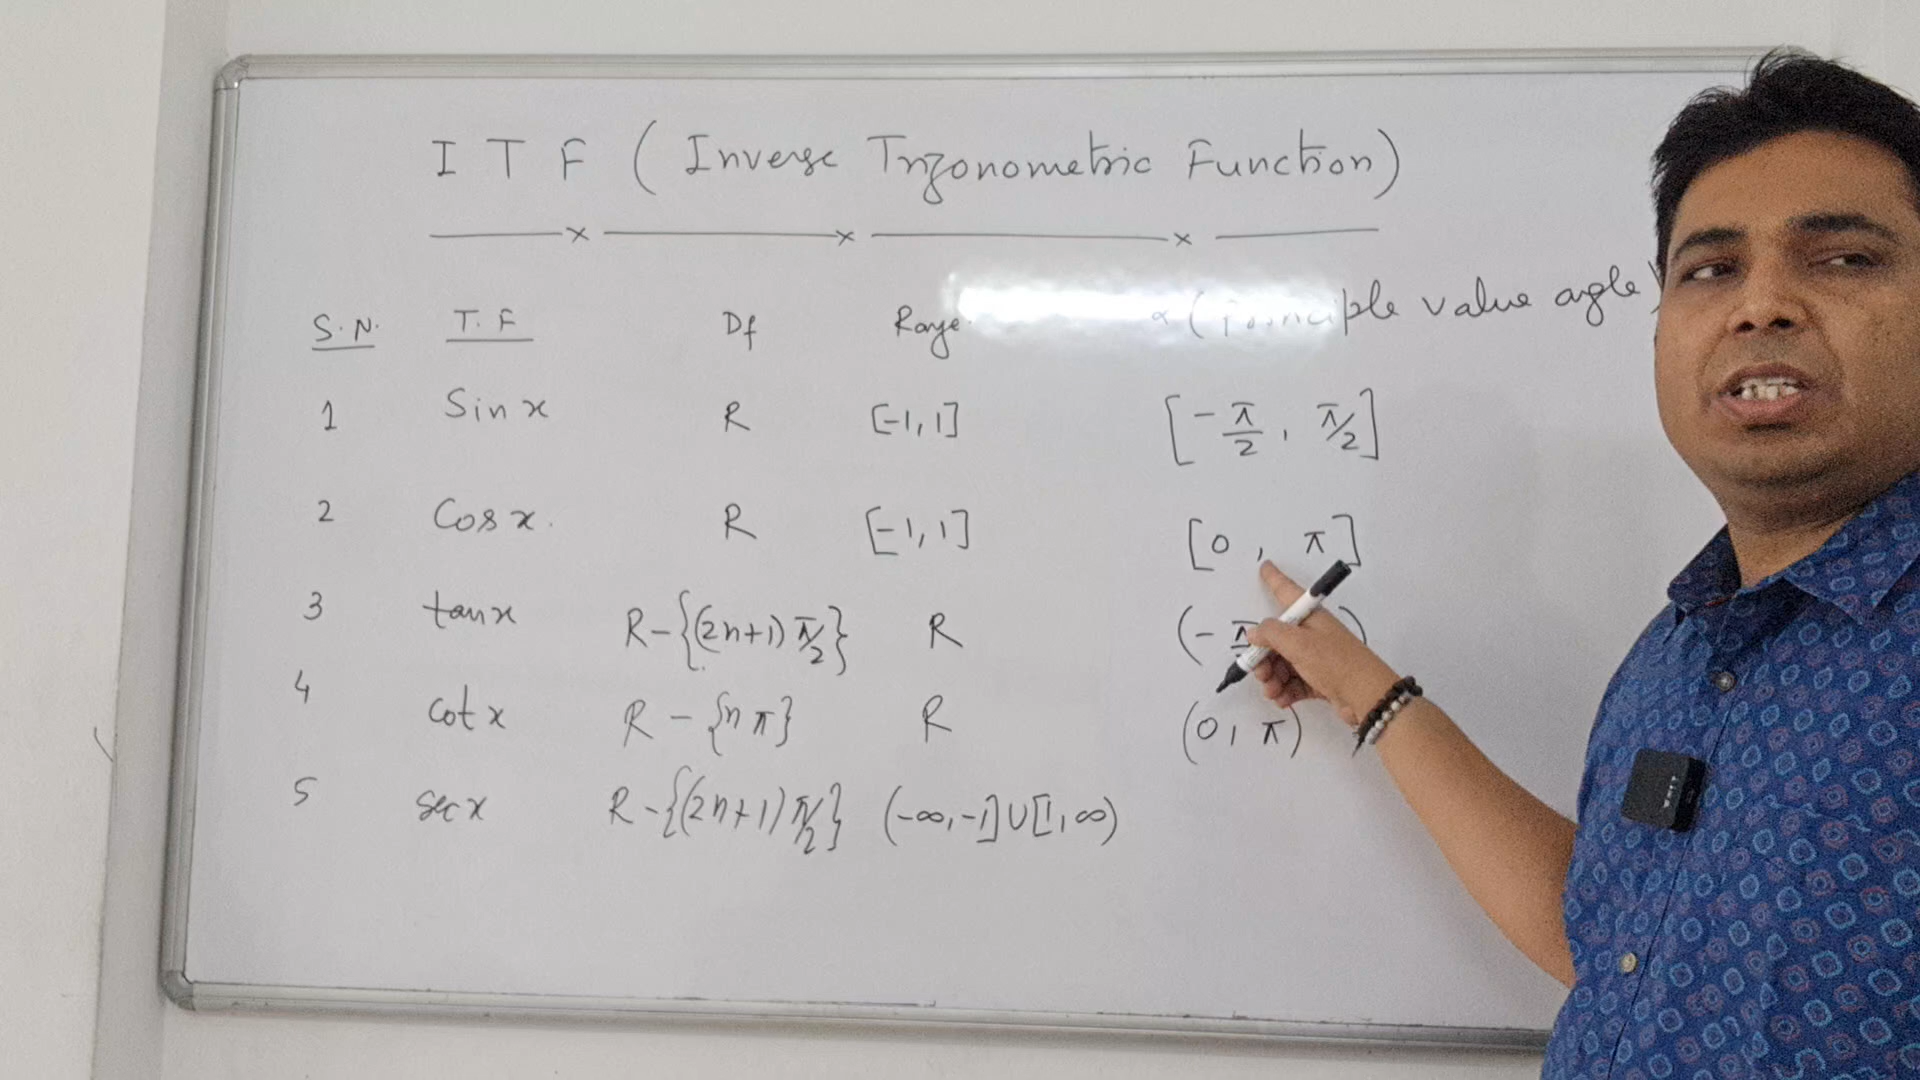 I T F ( Inverse Trigonometric Function)
S.N. T.F Df Range α (Principle value angle)
1 Sin x R [-1, 1] [-π/2, π/2]
2 Cos x. R [-1, 1] [0, π]
3 tan x R-{(2n+1)π/2} R (-π )
4 cot x R - {nπ} R (0, π)
5 sec x R-{(2n+1)π/2} (-∞,-1]∪[1,∞)